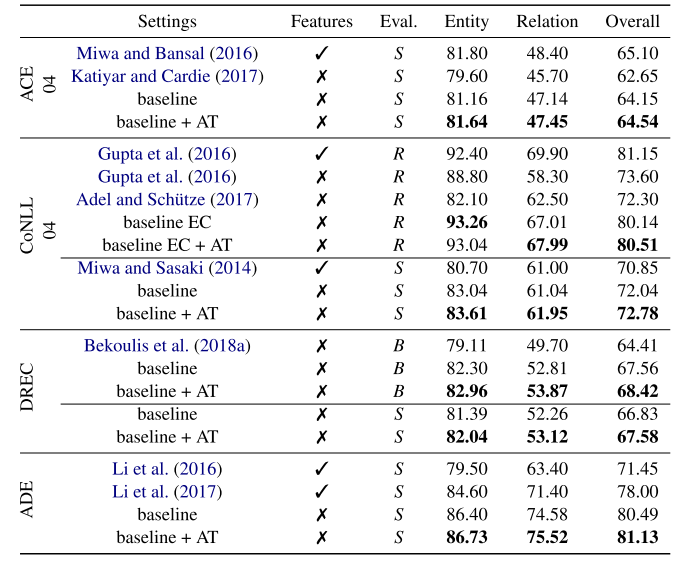 Settings Features Eval. Entity Relation Overall
ACE 04
Miwa and Bansal (2016) ✓ S 81.80 48.40 65.10
Katiyar and Cardie (2017) ✗ S 79.60 45.70 62.65
baseline ✗ S 81.16 47.14 64.15
baseline + AT ✗ S 81.64 47.45 64.54
CoNLL 04
Gupta et al. (2016) ✓ R 92.40 69.90 81.15
Gupta et al. (2016) ✗ R 88.80 58.30 73.60
Adel and Schütze (2017) ✗ R 82.10 62.50 72.30
baseline EC ✗ R 93.26 67.01 80.14
baseline EC + AT ✗ R 93.04 67.99 80.51
Miwa and Sasaki (2014) ✓ S 80.70 61.00 70.85
baseline ✗ S 83.04 61.04 72.04
baseline + AT ✗ S 83.61 61.95 72.78
DREC
Bekoulis et al. (2018a) ✗ B 79.11 49.70 64.41
baseline ✗ B 82.30 52.81 67.56
baseline + AT ✗ B 82.96 53.87 68.42
baseline ✗ S 81.39 52.26 66.83
baseline + AT ✗ S 82.04 53.12 67.58
ADE
Li et al. (2016) ✓ S 79.50 63.40 71.45
Li et al. (2017) ✓ S 84.60 71.40 78.00
baseline ✗ S 86.40 74.58 80.49
baseline + AT ✗ S 86.73 75.52 81.13